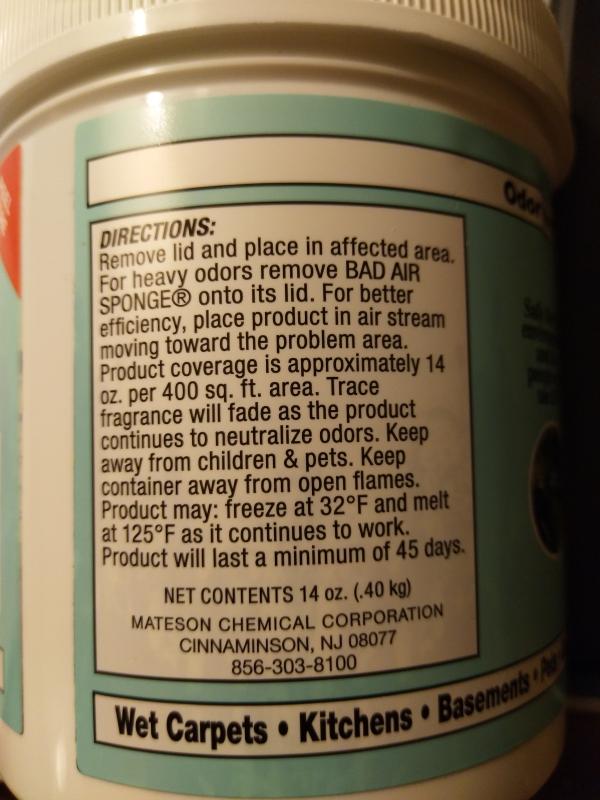 Odor
DIRECTIONS:
Remove lid and place in affected area.
For heavy odors remove BAD AIR
SPONGE® onto its lid. For better
efficiency, place product in air stream
moving toward the problem area.
Product coverage is approximately 14
oz. per 400 sq. ft. area. Trace
fragrance will fade as the product
continues to neutralize odors. Keep
away from children & pets. Keep
container away from open flames.
Product may: freeze at 32°F and melt
at 125°F as it continues to work.
Product will last a minimum of 45 days.
NET CONTENTS 14 oz. (.40 kg)
MATESON CHEMICAL CORPORATION
CINNAMINSON, NJ 08077
856-303-8100
Wet Carpets • Kitchens • Basements •